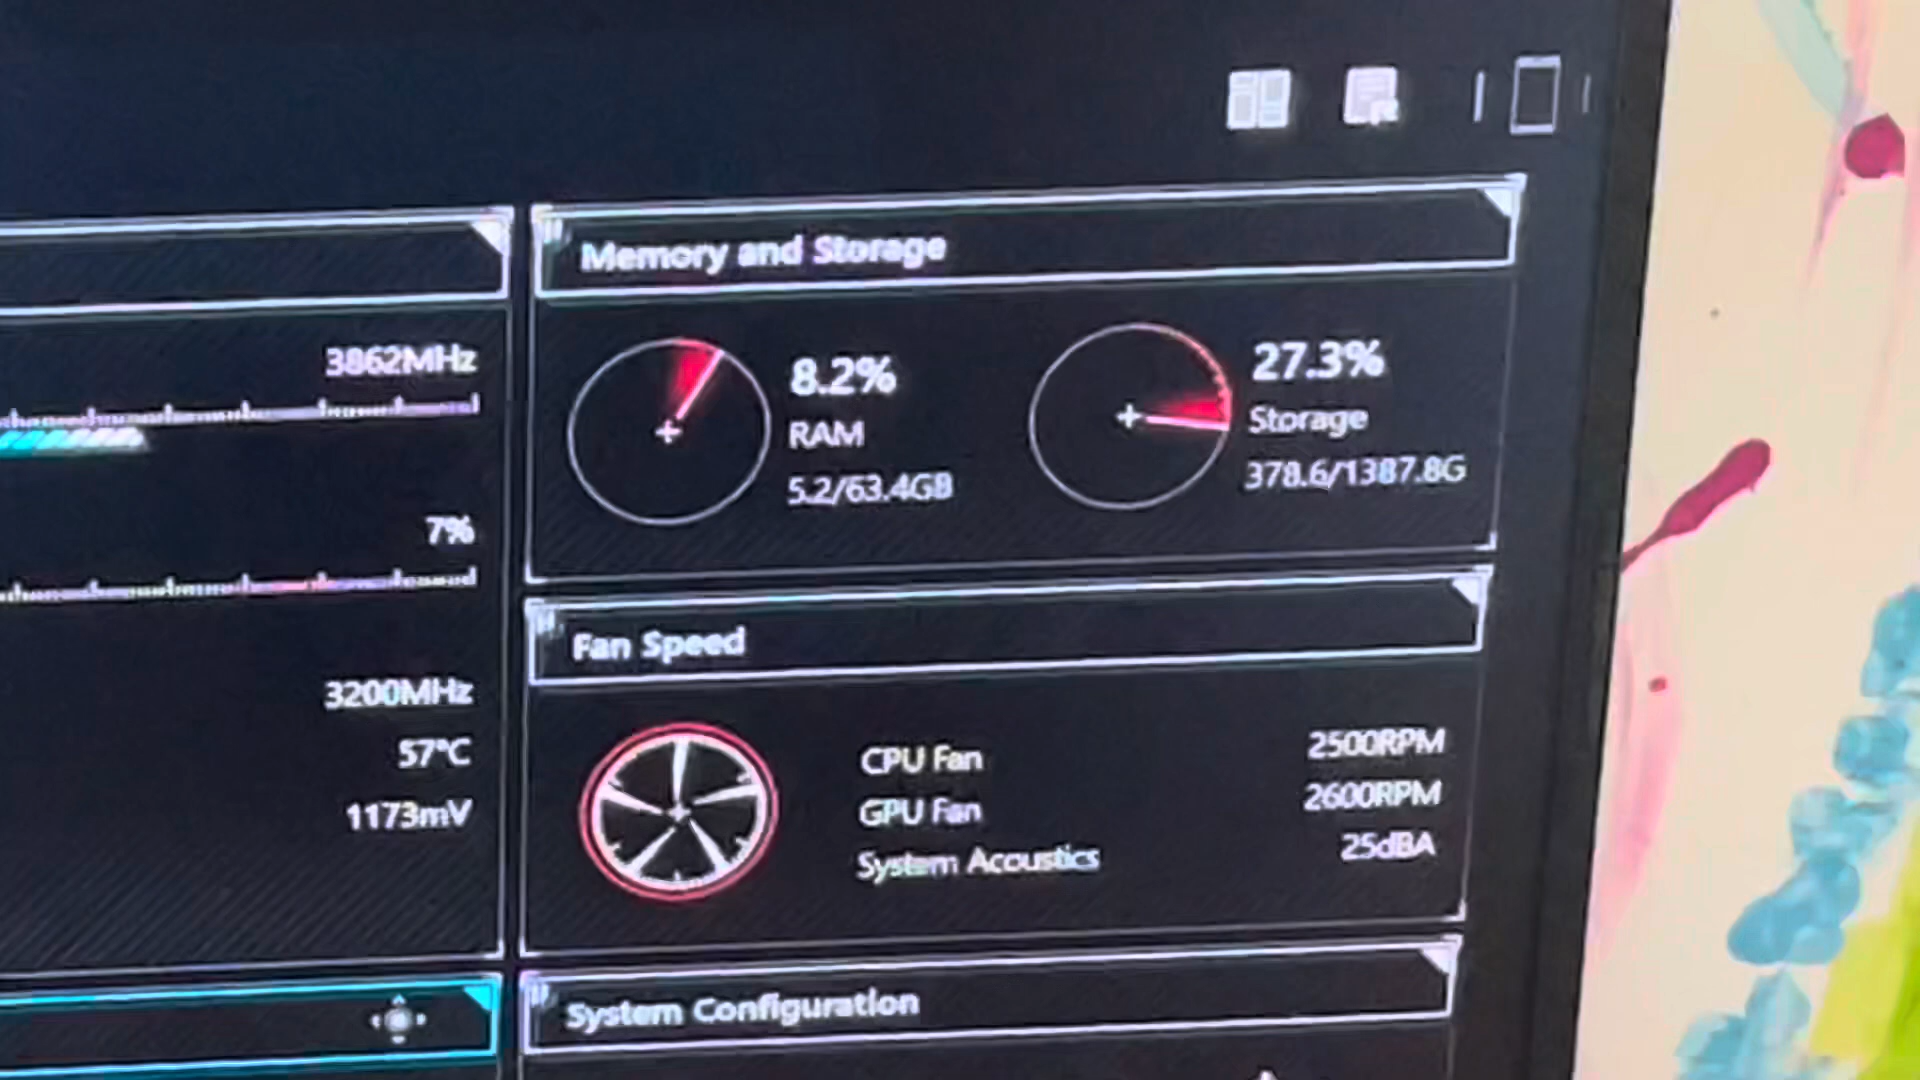 3862MHz
7%
3200MHz
57°C
1173mV
Memory and Storage
8.2%
RAM
5.2/63.4GB
27.3%
Storage
378.6/1387.8G
Fan Speed
CPU Fan 2500RPM
GPU Fan 2600RPM
System Acoustics 25dBA
System Configuration